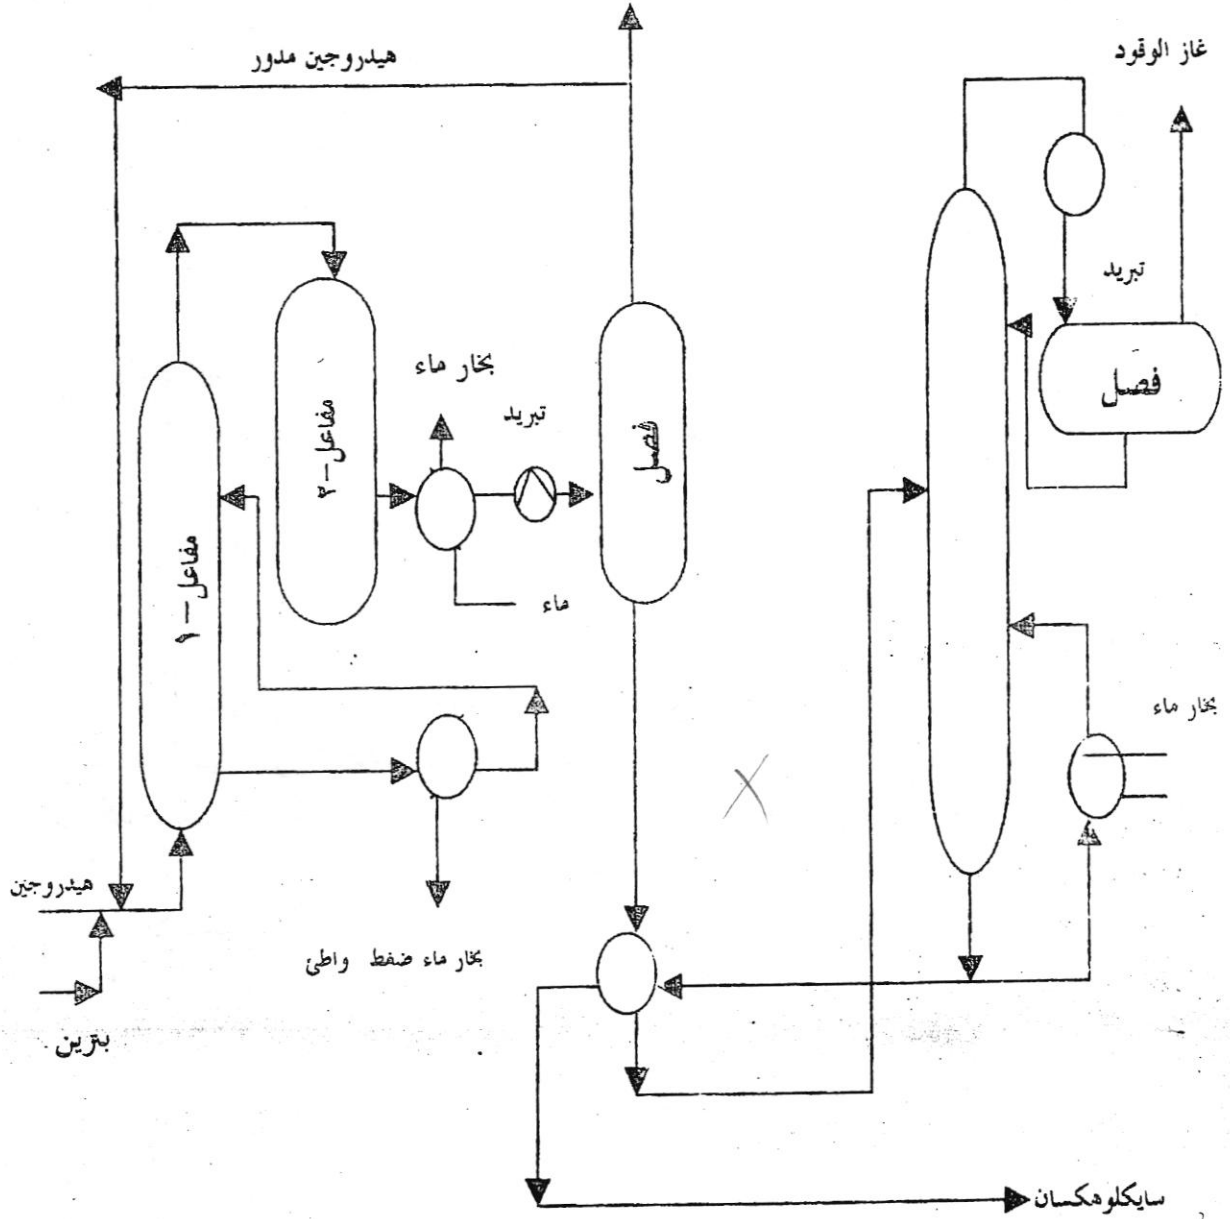 هيدروجين مدور
غاز الوقود
تبريد
فصل
بخار ماء
تبريد
مفاعل-٢
فصل
مفاعل-١
ماء
بخار ماء
هيدروجين
بخار ماء ضفط واطئ
بنزين
سايكلوهكسان